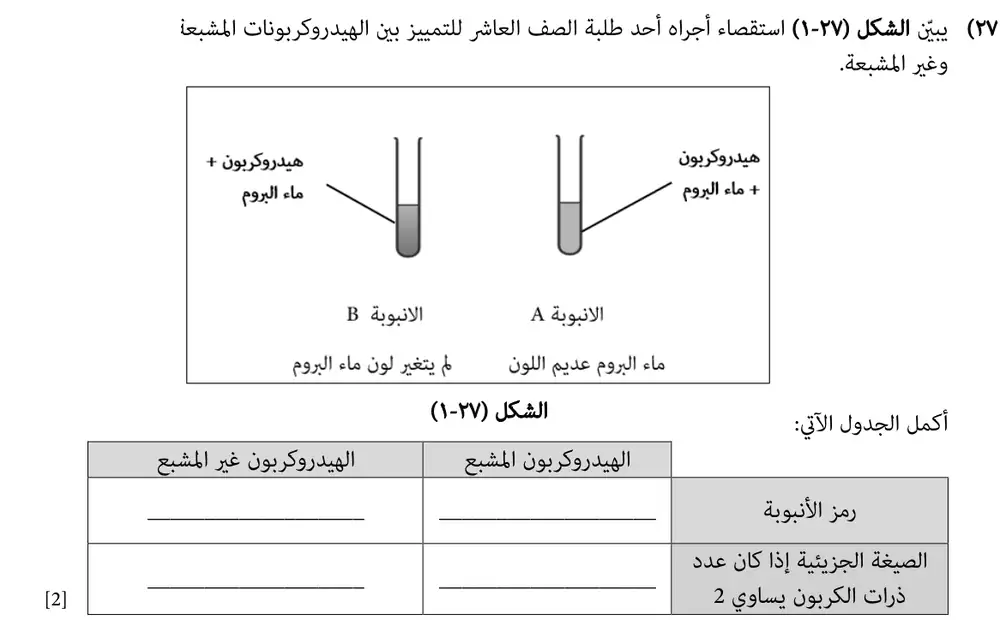 ٢٧) يبيّن الشكل (٢٧-١) استقصاء أجراه أحد طلبة الصف العاشر للتمييز بين الهيدروكربونات المشبعة
وغير المشبعة.
هيدروكربون
+ ماء البروم
هيدروكربون +
ماء البروم
الانبوبة A
الانبوبة B
ماء البروم عديم اللون
لم يتغير لون ماء البروم
الشكل (٢٧-١)
أكمل الجدول الآتي:
الهيدروكربون المشبع
الهيدروكربون غير المشبع
رمز الأنبوبة
الصيغة الجزيئية إذا كان عدد
ذرات الكربون يساوي 2
[2]